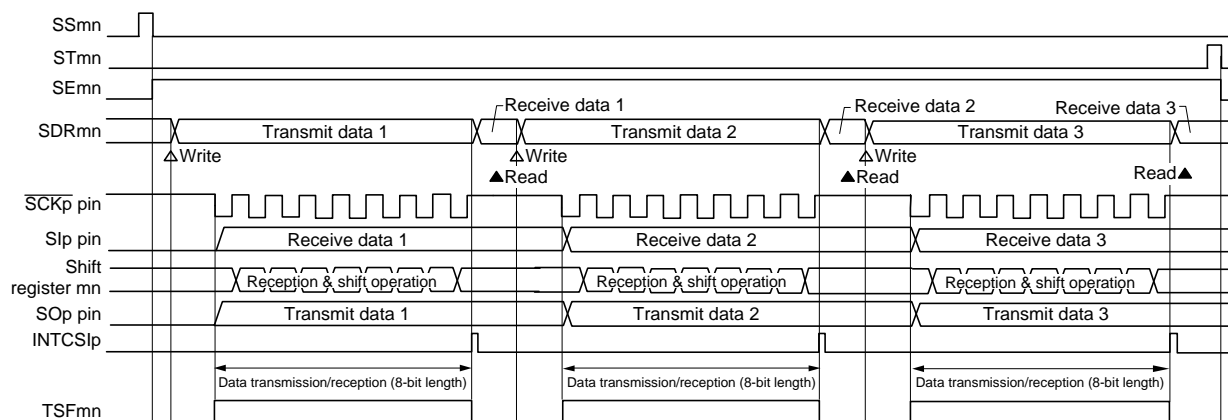 SSmn
STmn
SEmn
Receive data 1
Receive data 2
Receive data 3
SDRmn
Transmit data 1
Transmit data 2
Transmit data 3
Write
Write
Write
Read
Read
Read
SCKp pin
SIp pin
Receive data 1
Receive data 2
Receive data 3
Shift
register mn
Reception & shift operation
Reception & shift operation
Reception & shift operation
SOp pin
Transmit data 1
Transmit data 2
Transmit data 3
INTCSIp
Data transmission/reception (8-bit length)
Data transmission/reception (8-bit length)
Data transmission/reception (8-bit length)
TSFmn